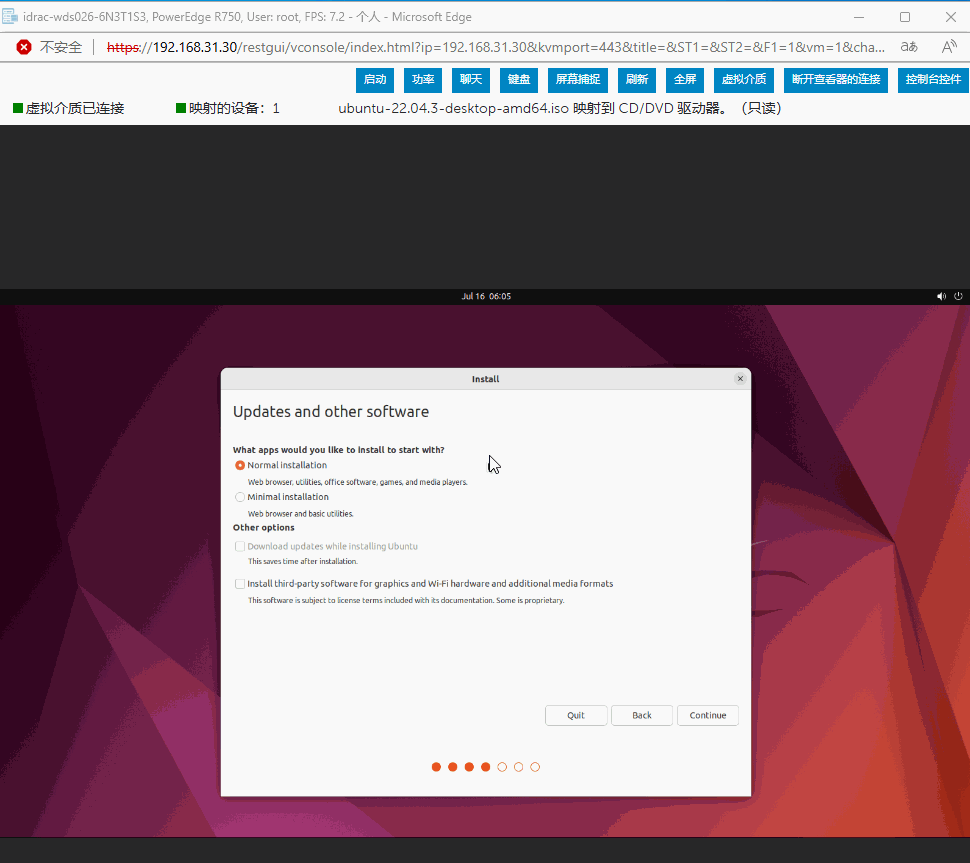 idrac-wds026-6N3T1S3, PowerEdge R750, User: root, FPS: 7.2 - 个人 - Microsoft Edge
不安全 https://192.168.31.30/restgui/vconsole/index.html?ip=192.168.31.30&kvmport=443&title=&ST1=&ST2=&F1=1&vm=1&cha... aあ A
启动 功率 聊天 键盘 屏幕捕捉 刷新 全屏 虚拟介质 断开查看器的连接 控制台控件
虚拟介质已连接 映射的设备：1 ubuntu-22.04.3-desktop-amd64.iso 映射到 CD/DVD 驱动器。（只读）
Jul 16 06:05
Install
Updates and other software
What apps would you like to install to start with?
Normal installation
Web browser, utilities, office software, games, and media players.
Minimal installation
Web browser and basic utilities.
Other options
Download updates while installing Ubuntu
This saves time after installation.
Install third-party software for graphics and Wi-Fi hardware and additional media formats
This software is subject to license terms included with its documentation. Some is proprietary.
Quit Back Continue